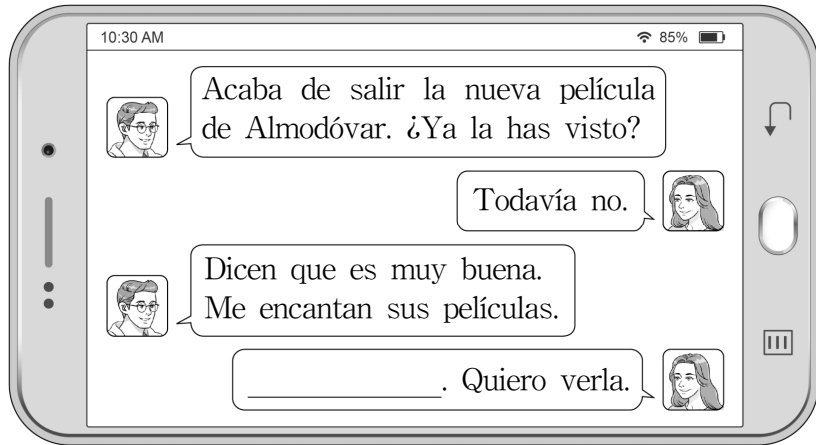 10:30 AM
85%
Acaba de salir la nueva película
de Almodóvar. ¿Ya la has visto?
Todavía no.
Dicen que es muy buena.
Me encantan sus películas.
______________. Quiero verla.